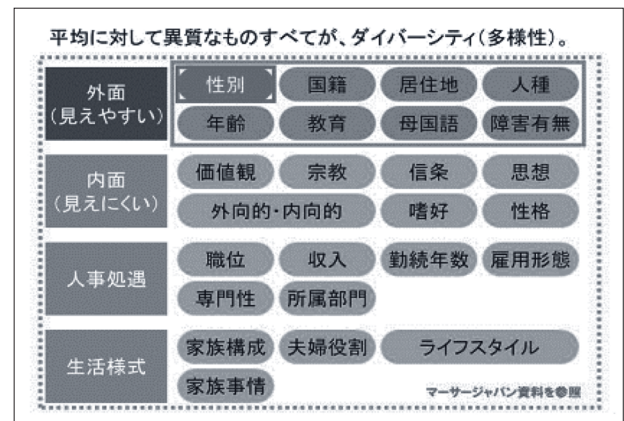 平均に対して異質なものすべてが、ダイバーシティ(多様性)。
外面
(見えやすい)
性別 国籍 居住地 人種
年齢 教育 母国語 障害有無
内面
(見えにくい)
価値観 宗教 信条 思想
外向的・内向的 嗜好 性格
人事処遇
職位 収入 勤続年数 雇用形態
専門性 所属部門
生活様式
家族構成 夫婦役割 ライフスタイル
家族事情
マーサージャパン資料を参照